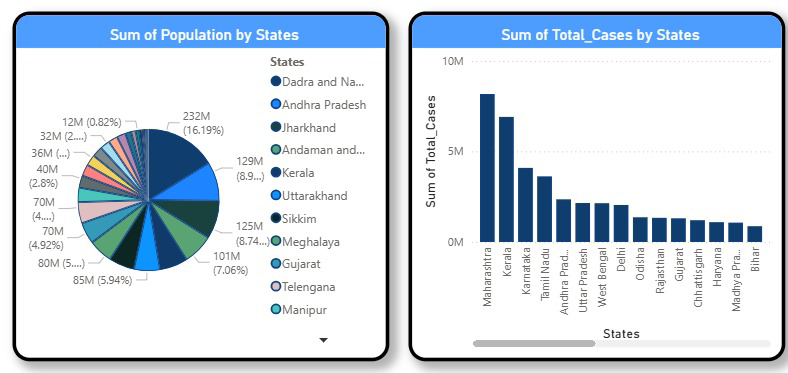 Sum of Population by States
States
Dadra and Na...
Andhra Pradesh
Jharkhand
Andaman and...
Kerala
Uttarakhand
Sikkim
Meghalaya
Gujarat
Telengana
Manipur
232M
(16.19%)
129M
(8.9...)
125M
(8.74...)
101M
(7.06%)
85M (5.94%)
80M (5....)
70M
(4.92%)
70M
(4....)
40M
(2.8%)
36M (...)
32M (2....)
12M (0.82%)
Sum of Total_Cases by States
Sum of Total_Cases
10M
5M
0M
Maharashtra
Kerala
Karnataka
Tamil Nadu
Andhra Prad...
Uttar Pradesh
West Bengal
Delhi
Odisha
Rajasthan
Gujarat
Chhattisgarh
Haryana
Madhya Pra...
Bihar
States